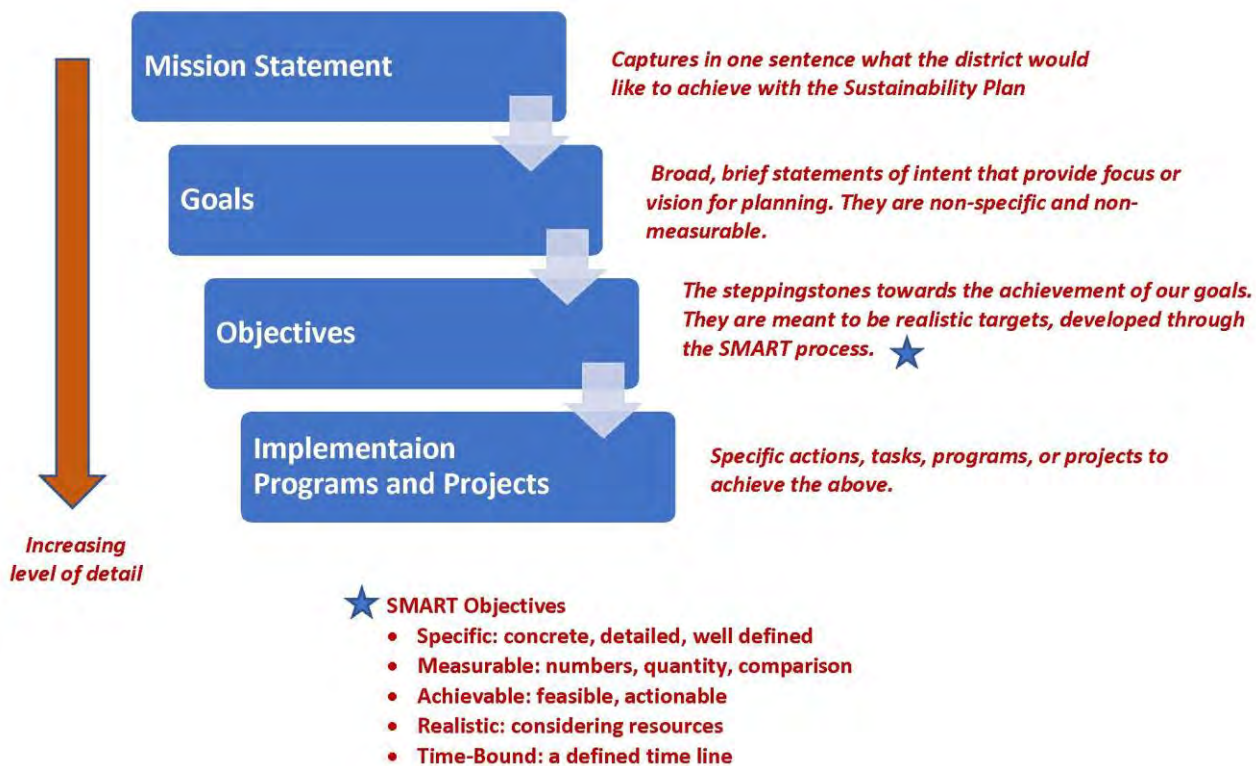 Mission Statement
Captures in one sentence what the district would
like to achieve with the Sustainability Plan
Goals
Broad, brief statements of intent that provide focus or
vision for planning. They are non-specific and non-
measurable.
Objectives
The steppingstones towards the achievement of our goals.
They are meant to be realistic targets, developed through
the SMART process.
Implementaion
Programs and Projects
Specific actions, tasks, programs, or projects to
achieve the above.
Increasing
level of detail
SMART Objectives
• Specific: concrete, detailed, well defined
• Measurable: numbers, quantity, comparison
• Achievable: feasible, actionable
• Realistic: considering resources
• Time-Bound: a defined time line